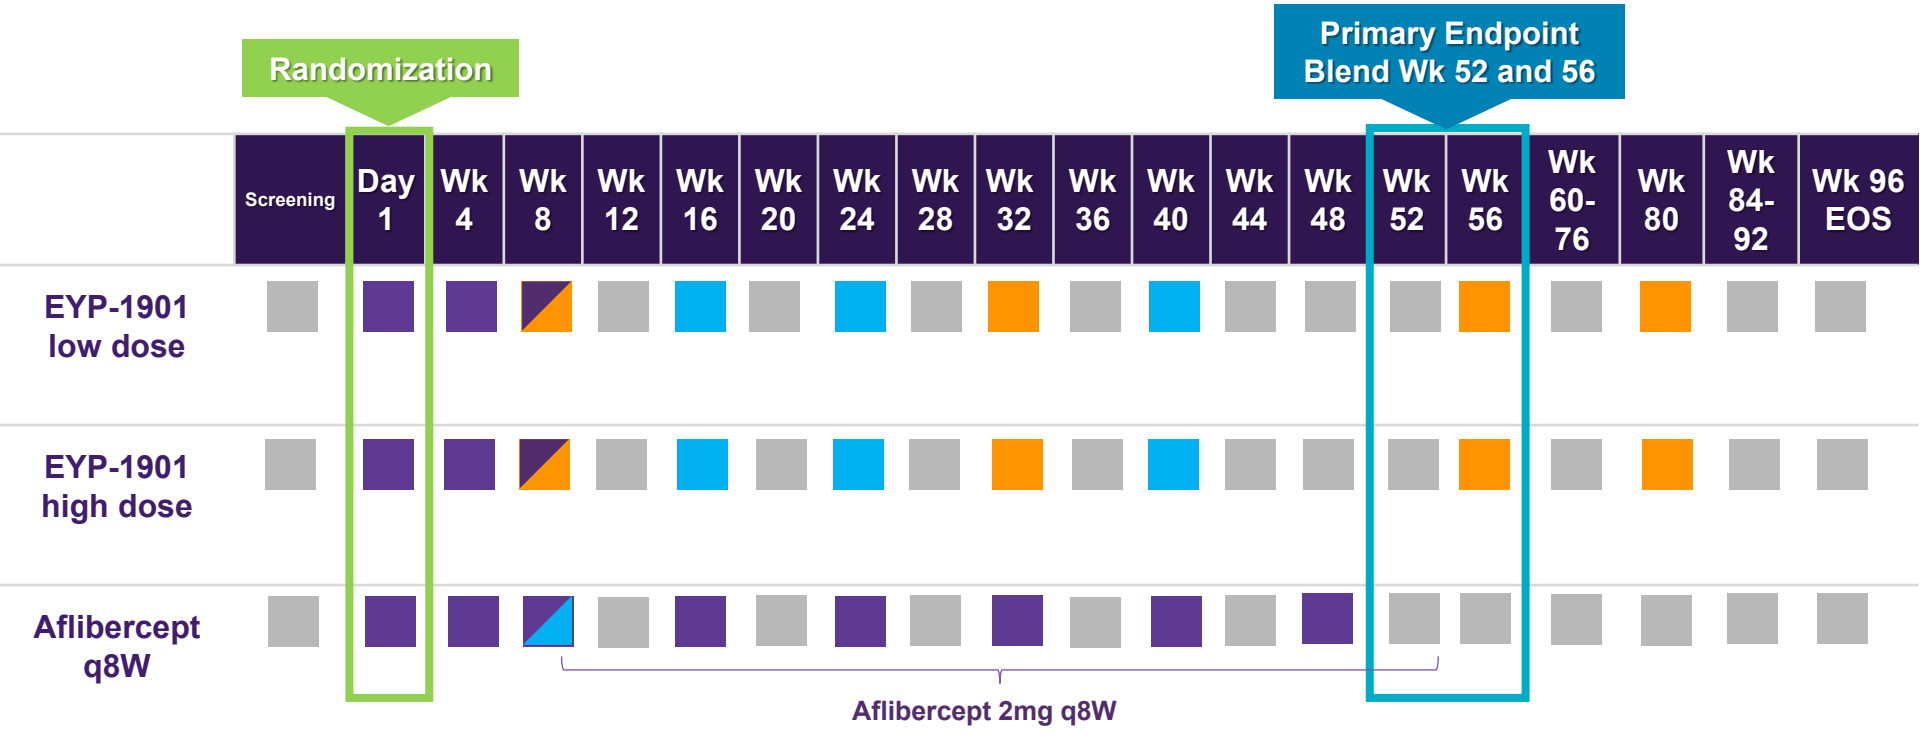 Randomization
Primary Endpoint
Blend Wk 52 and 56
Screening
Day
1
Wk
4
Wk
8
Wk
12
Wk
16
Wk
20
Wk
24
Wk
28
Wk
32
Wk
36
Wk
40
Wk
44
Wk
48
Wk
52
Wk
56
Wk
60-
76
Wk
80
Wk
84-
92
Wk 96
EOS
EYP-1901
low dose
EYP-1901
high dose
Aflibercept
q8W
Aflibercept 2mg q8W